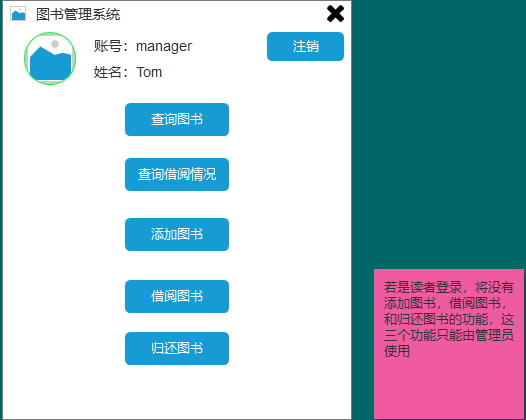 图书管理系统
账号：manager
注销
姓名：Tom
查询图书
查询借阅情况
添加图书
借阅图书
归还图书
若是读者登录，将没有
添加图书，借阅图书，
和归还图书的功能，这
三个功能只能由管理员
使用